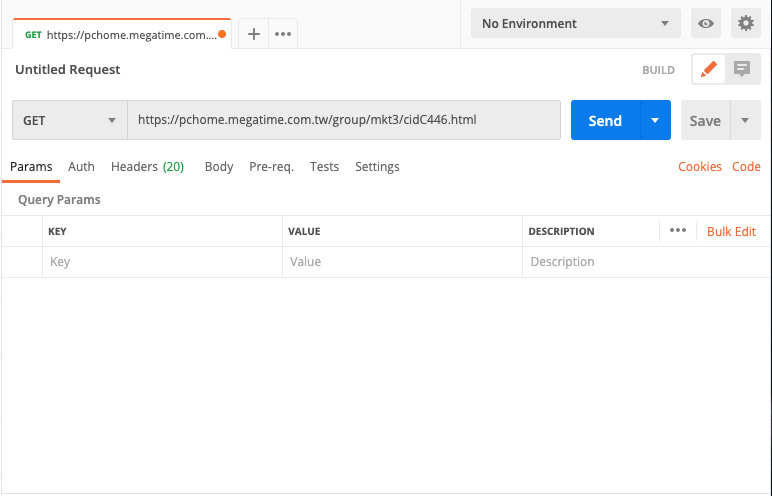 GET https://pchome.megatime.com.... + ••• No Environment
Untitled Request BUILD
GET https://pchome.megatime.com.tw/group/mkt3/cidC446.html Send Save
Params Auth Headers (20) Body Pre-req. Tests Settings Cookies Code
Query Params
KEY VALUE DESCRIPTION ••• Bulk Edit
Key Value Description